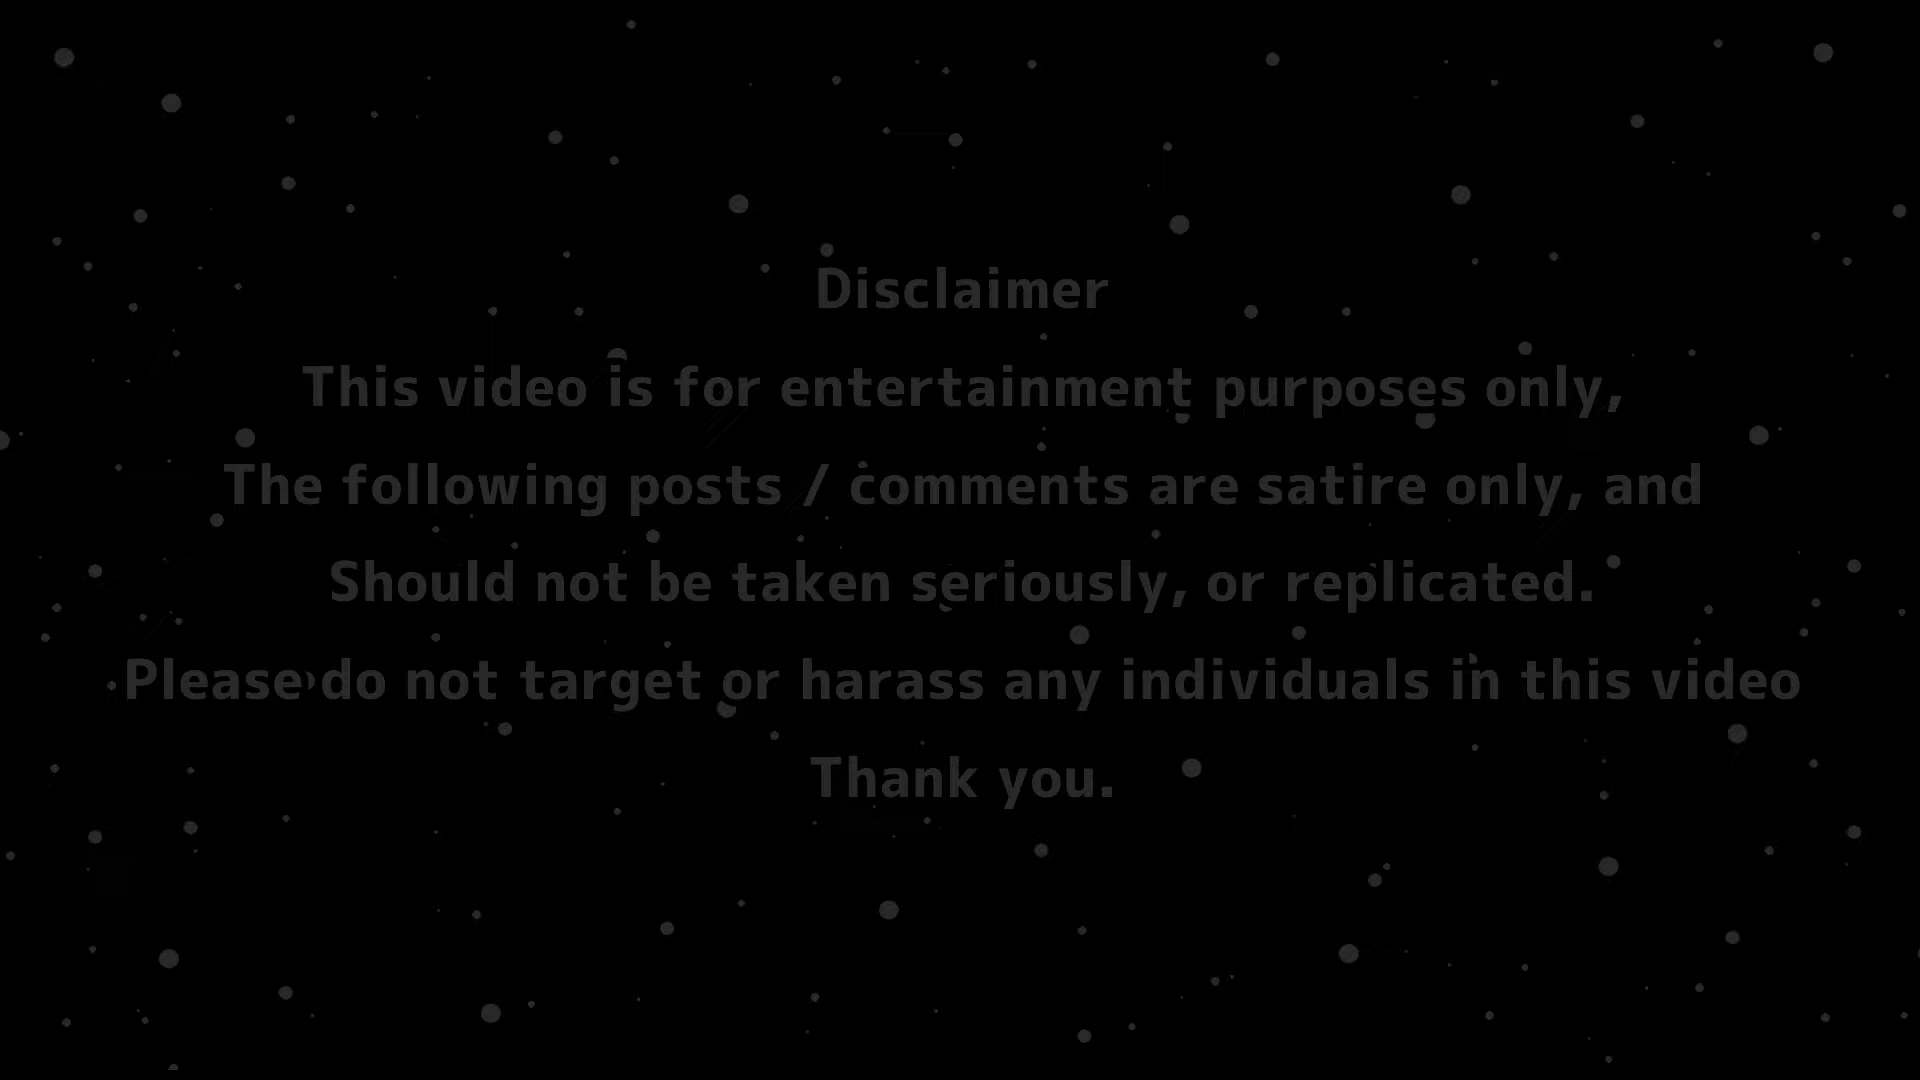 Disclaimer
This video is for entertainment purposes only,
The following posts / comments are satire only, and
Should not be taken seriously, or replicated.
Please do not target or harass any individuals in this video
Thank you.